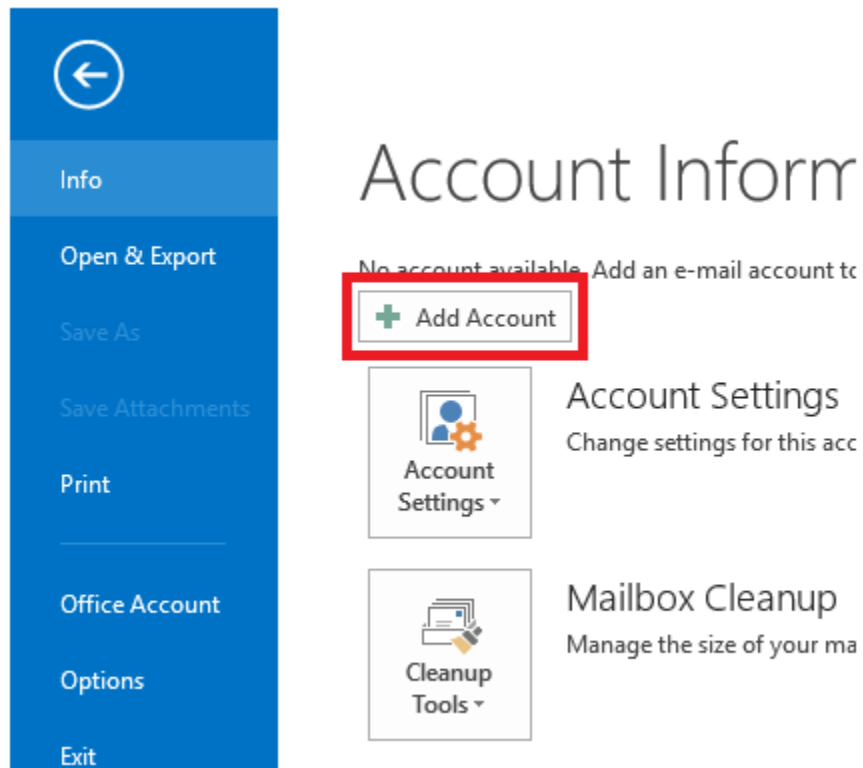 Info
Open & Export
Save As
Save Attachments
Print
Office Account
Options
Exit
Account Inform
No account available. Add an e-mail account to
Add Account
Account
Settings
Account Settings
Change settings for this acc
Cleanup
Tools
Mailbox Cleanup
Manage the size of your ma